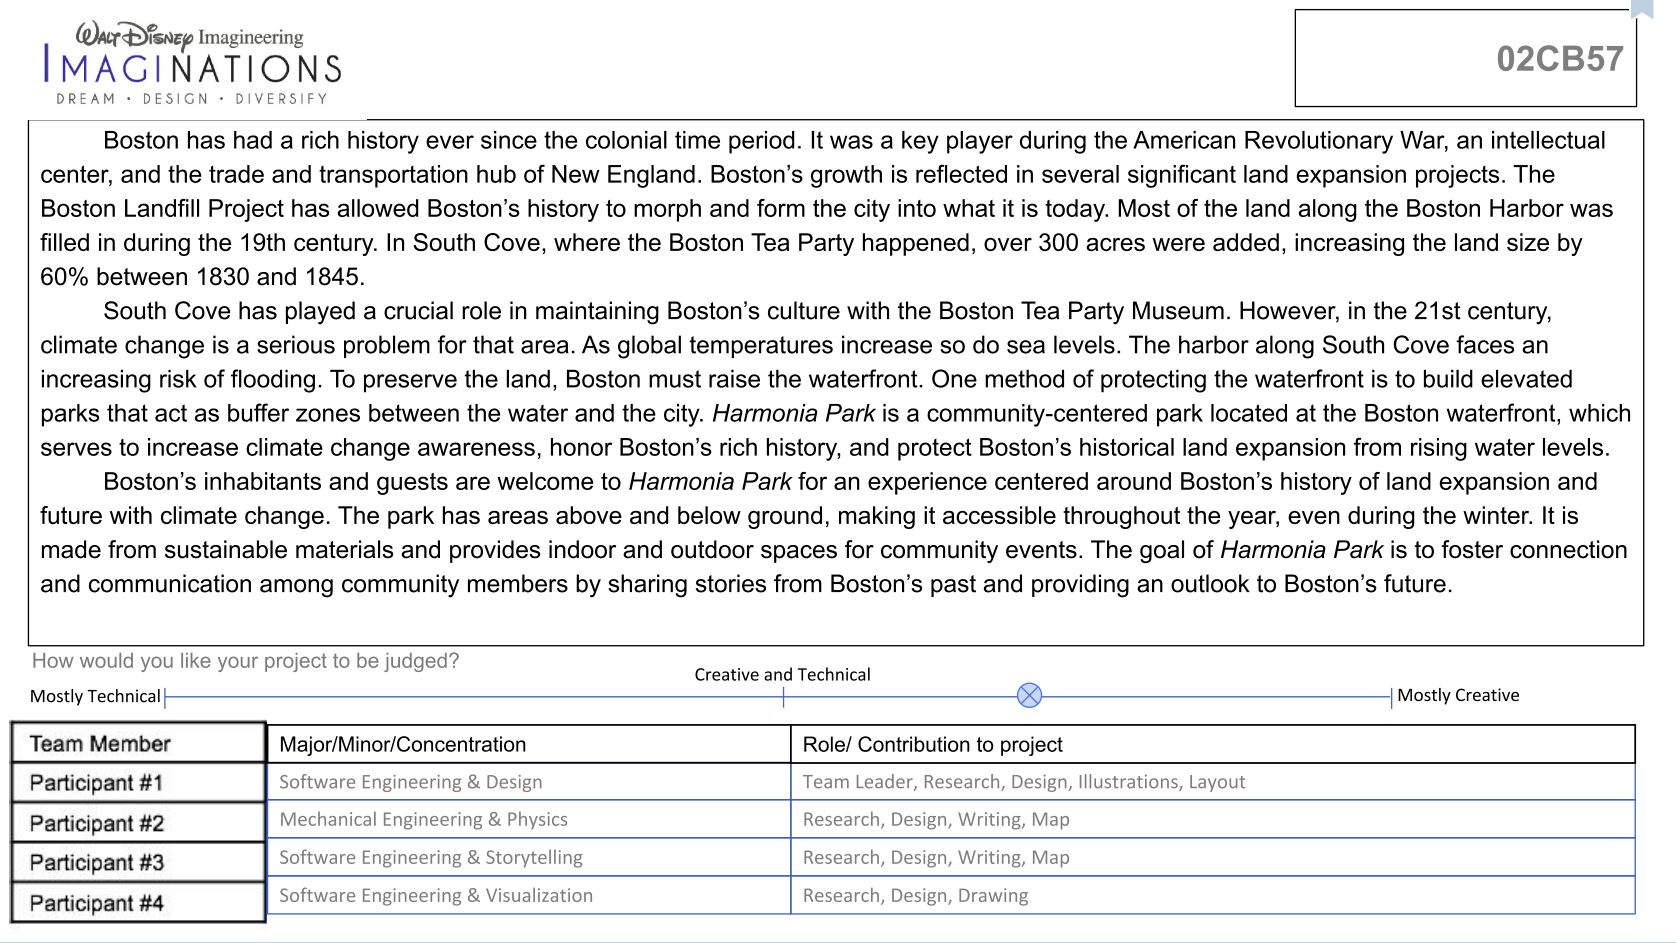 WALT DISNEY Imagineering
IMAGINATIONS
DREAM • DESIGN • DIVERSIFY
02CB57
Boston has had a rich history ever since the colonial time period. It was a key player during the American Revolutionary War, an intellectual
center, and the trade and transportation hub of New England. Boston’s growth is reflected in several significant land expansion projects. The
Boston Landfill Project has allowed Boston’s history to morph and form the city into what it is today. Most of the land along the Boston Harbor was
filled in during the 19th century. In South Cove, where the Boston Tea Party happened, over 300 acres were added, increasing the land size by
60% between 1830 and 1845.
South Cove has played a crucial role in maintaining Boston’s culture with the Boston Tea Party Museum. However, in the 21st century,
climate change is a serious problem for that area. As global temperatures increase so do sea levels. The harbor along South Cove faces an
increasing risk of flooding. To preserve the land, Boston must raise the waterfront. One method of protecting the waterfront is to build elevated
parks that act as buffer zones between the water and the city. Harmonia Park is a community-centered park located at the Boston waterfront, which
serves to increase climate change awareness, honor Boston’s rich history, and protect Boston’s historical land expansion from rising water levels.
Boston’s inhabitants and guests are welcome to Harmonia Park for an experience centered around Boston’s history of land expansion and
future with climate change. The park has areas above and below ground, making it accessible throughout the year, even during the winter. It is
made from sustainable materials and provides indoor and outdoor spaces for community events. The goal of Harmonia Park is to foster connection
and communication among community members by sharing stories from Boston’s past and providing an outlook to Boston’s future.
How would you like your project to be judged?
Creative and Technical
Mostly Technical Mostly Creative
Team Member Major/Minor/Concentration Role/ Contribution to project
Participant #1 Software Engineering & Design Team Leader, Research, Design, Illustrations, Layout
Participant #2 Mechanical Engineering & Physics Research, Design, Writing, Map
Participant #3 Software Engineering & Storytelling Research, Design, Writing, Map
Participant #4 Software Engineering & Visualization Research, Design, Drawing